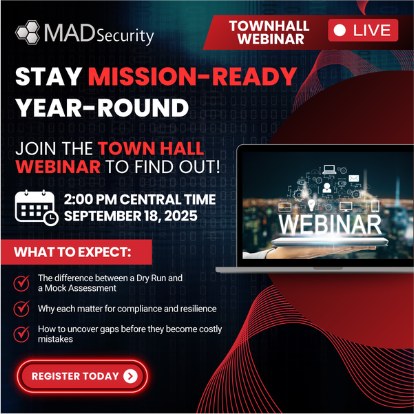 MAD Security
TOWNHALL
WEBINAR
LIVE
STAY MISSION-READY
YEAR-ROUND
JOIN THE TOWN HALL
WEBINAR TO FIND OUT!
2:00 PM CENTRAL TIME
SEPTEMBER 18, 2025
WEBINAR
WHAT TO EXPECT:
The difference between a Dry Run and
a Mock Assessment
Why each matter for compliance and resilience
How to uncover gaps before they become costly
mistakes
REGISTER TODAY